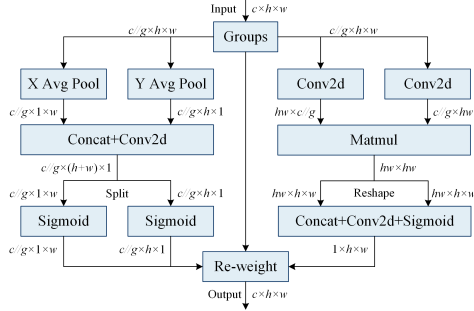 Input c×h×w
Groups
c//g×h×w c//g×h×w
X Avg Pool Y Avg Pool Conv2d Conv2d
c//g×1×w c//g×h×1 hw×c//g c//g×hw
Concat+Conv2d Matmul
c//g×(h+w)×1 hw×hw
c//g×1×w Split c//g×h×1 hw×h×w Reshape hw×h×w
Sigmoid Sigmoid Concat+Conv2d+Sigmoid
c//g×1×w c//g×h×1 1×h×w
Re-weight
Output c×h×w